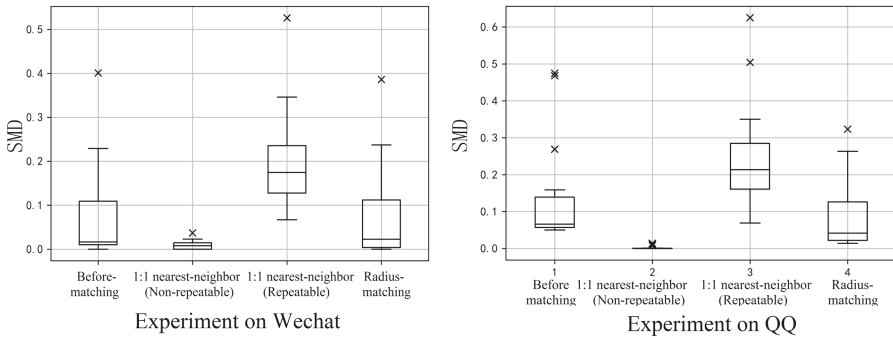 0.5
0.4
0.3
0.2
0.1
0.0
SMD
Before-
matching
1:1 nearest-neighbor
(Non-repeatable)
1:1 nearest-neighbor
(Repeatable)
Radius-
matching
Experiment on Wechat
0.6
0.5
0.4
0.3
0.2
0.1
0.0
SMD
1 2 3 4
Before
matching
1:1 nearest-neighbor
(Non-repeatable)
1:1 nearest-neighbor
(Repeatable)
Radius-
matching
Experiment on QQ